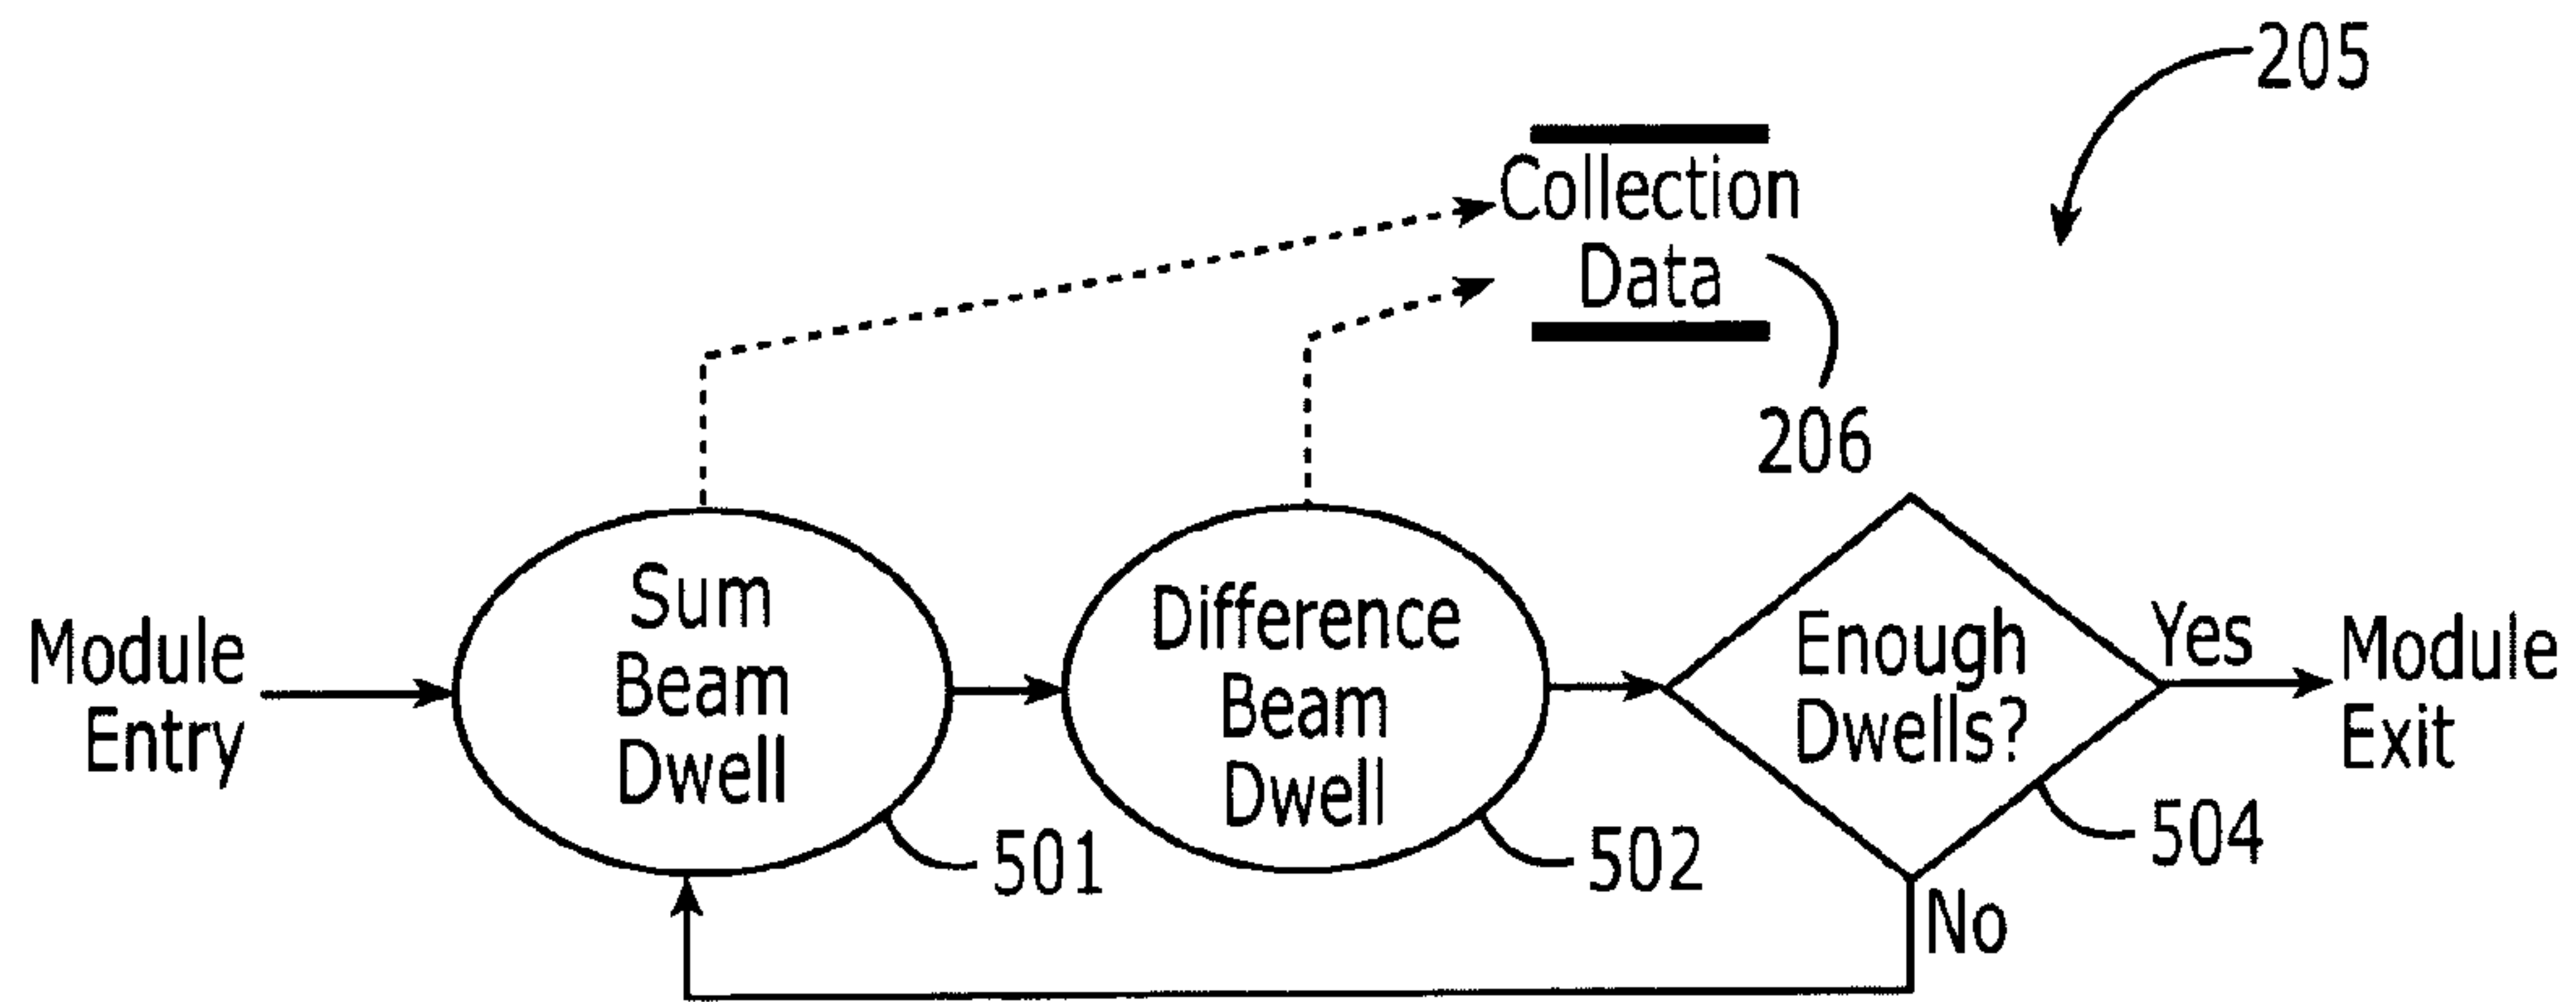 205
Collection
Data
206
Module
Entry
Sum
Beam
Dwell
501
Difference
Beam
Dwell
502
Enough
Dwells?
504
Yes
No
Module
Exit